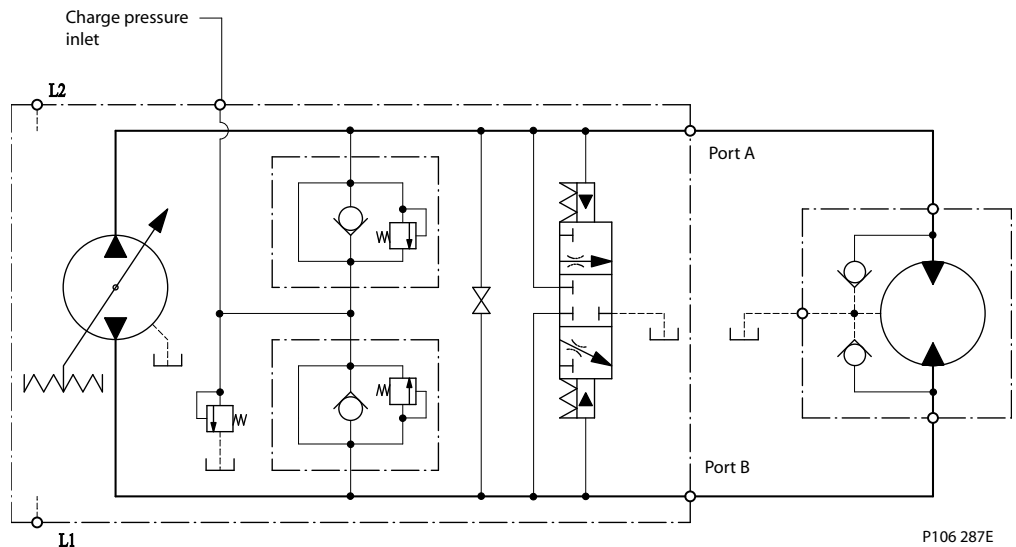 Charge pressure
inlet
L2
Port A
Port B
L1
P106 287E